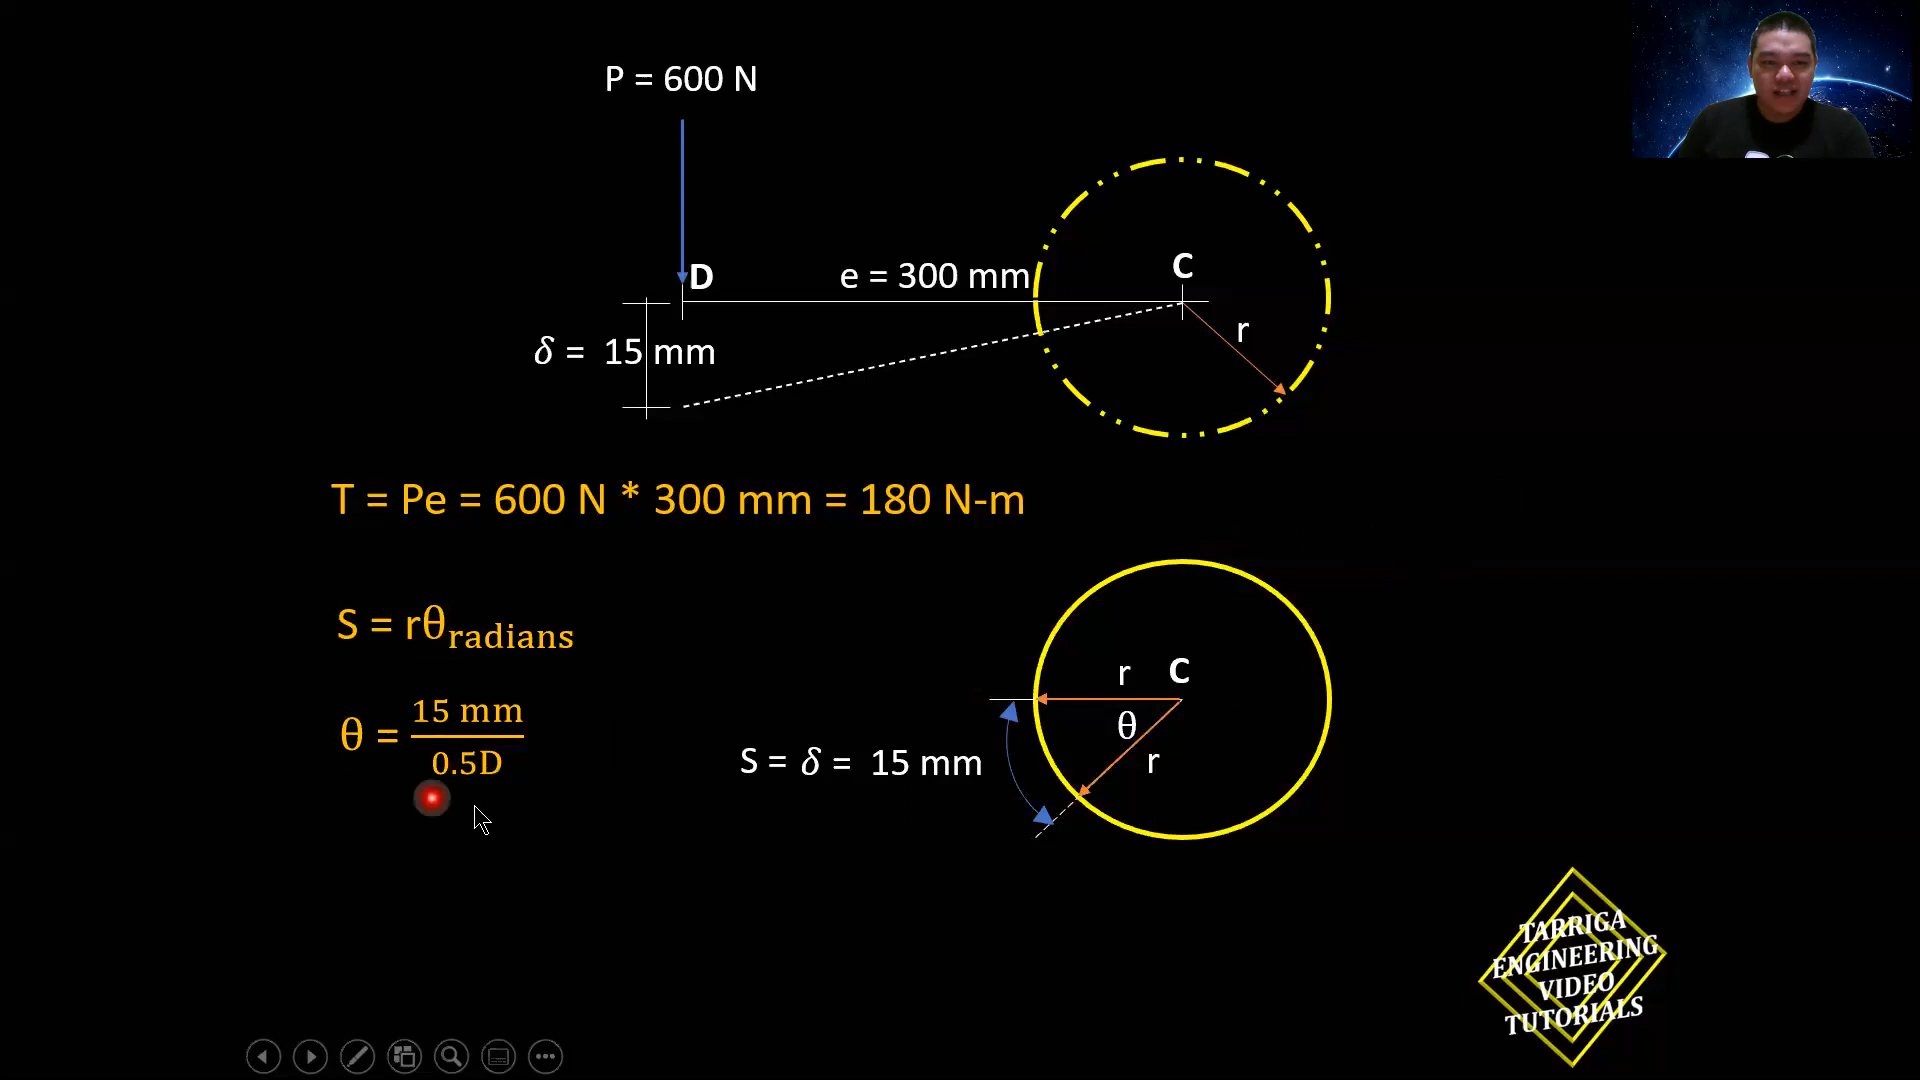 P = 600 N
D
e = 300 mm
C
r
δ = 15 mm
T = Pe = 600 N * 300 mm = 180 N-m
S = rθradians
θ = 15 mm / 0.5D
r
C
θ
r
S = δ = 15 mm
TARRIGA
ENGINEERING
VIDEO
TUTORIALS